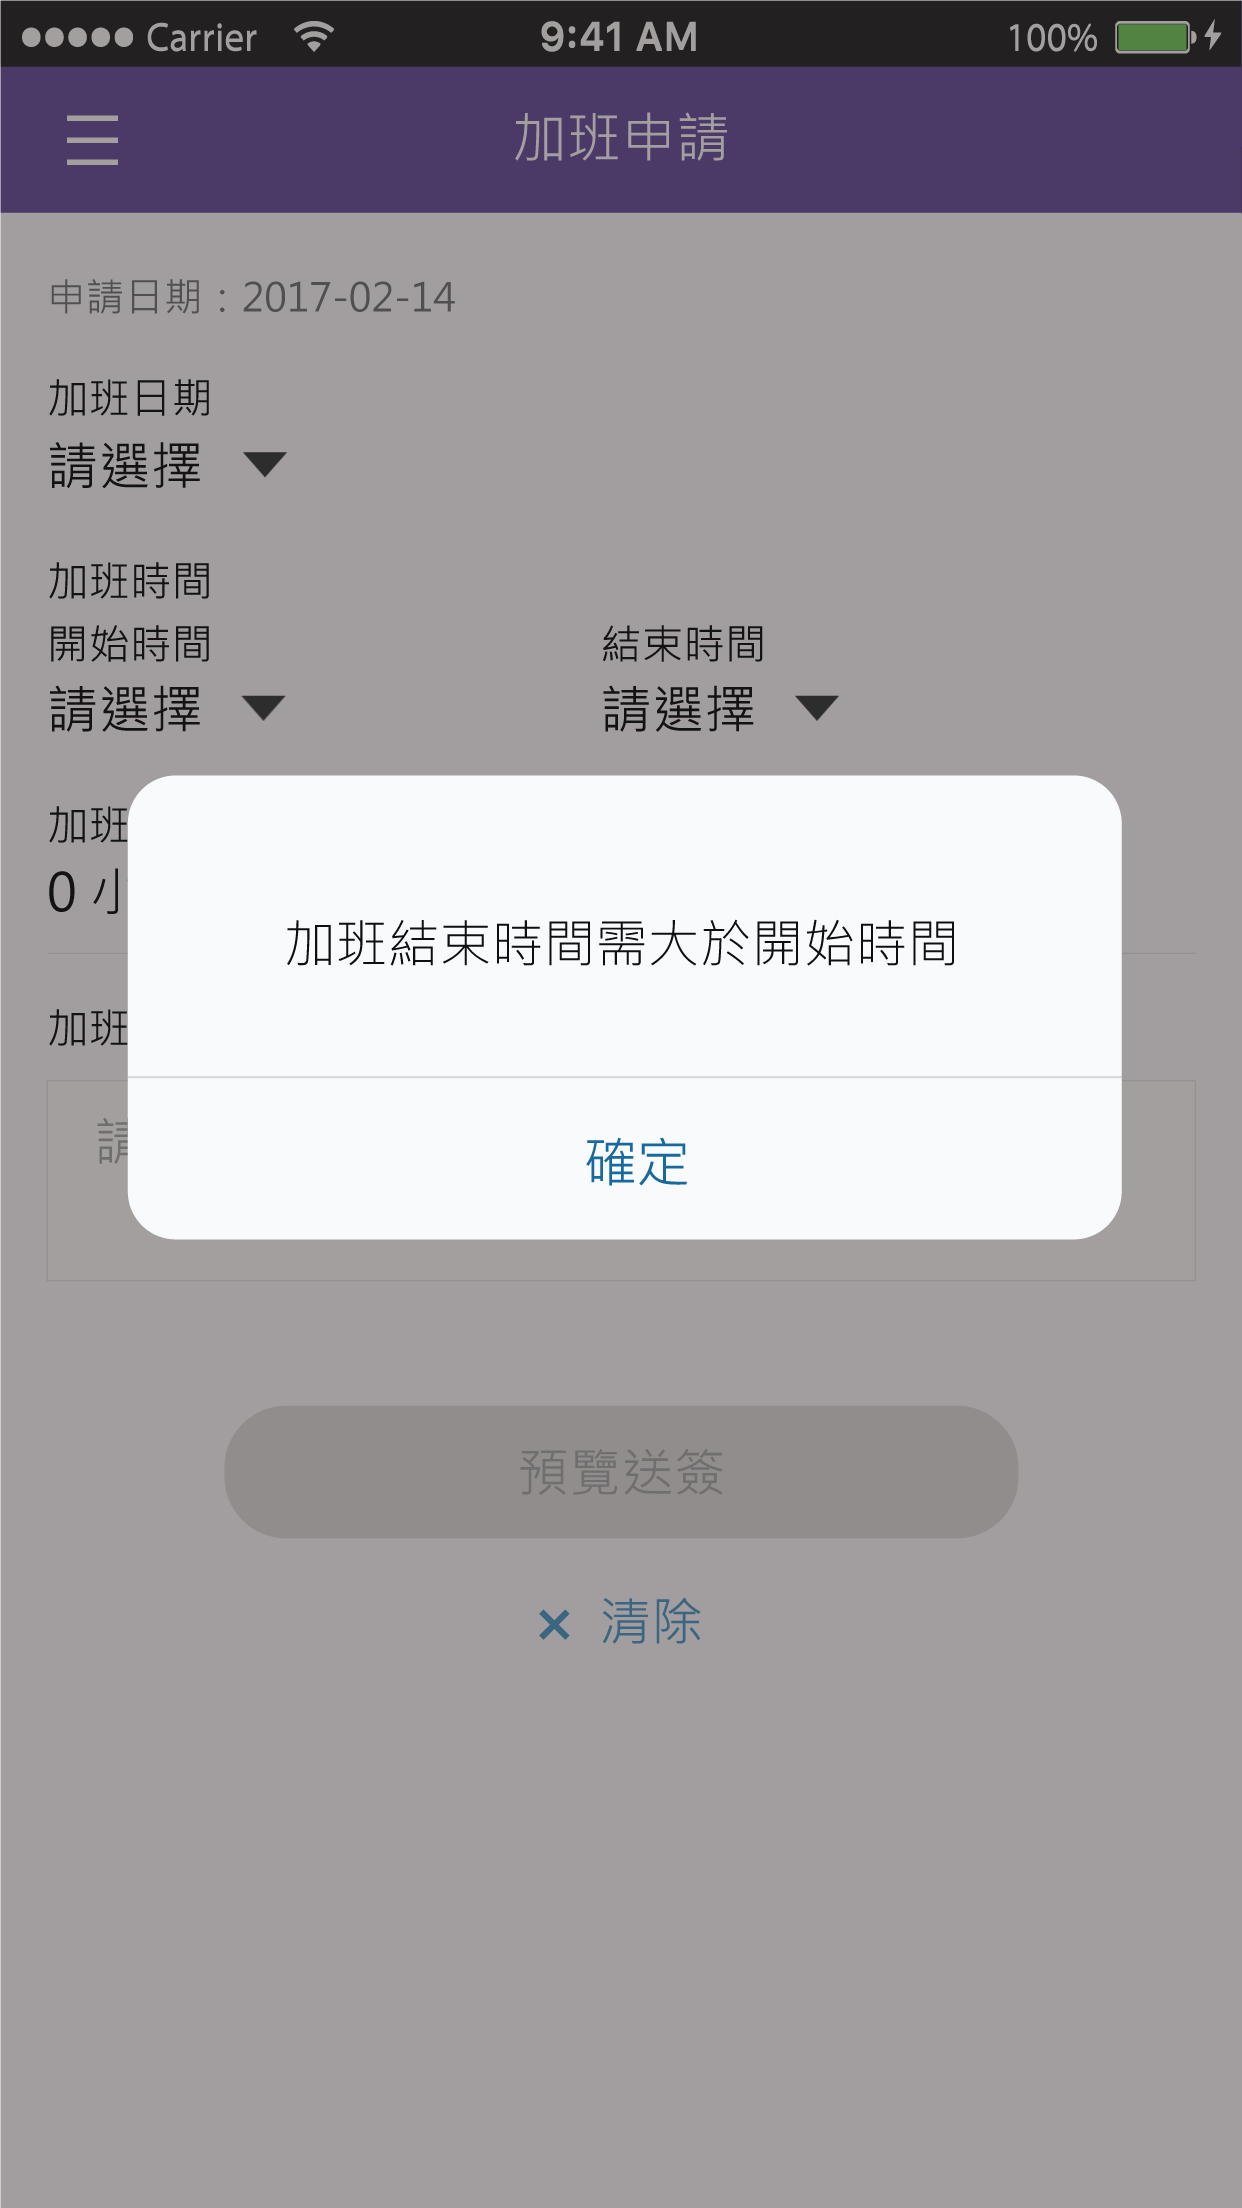 Carrier 9:41 AM 100%
加班申請
申請日期：2017-02-14
加班日期
請選擇
加班時間
開始時間 結束時間
請選擇 請選擇
加班
0 小
加班結束時間需大於開始時間
加班
請
確定
預覽送簽
× 清除